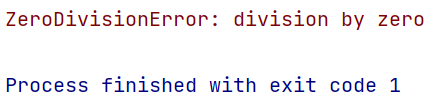 ZeroDivisionError: division by zero
Process finished with exit code 1